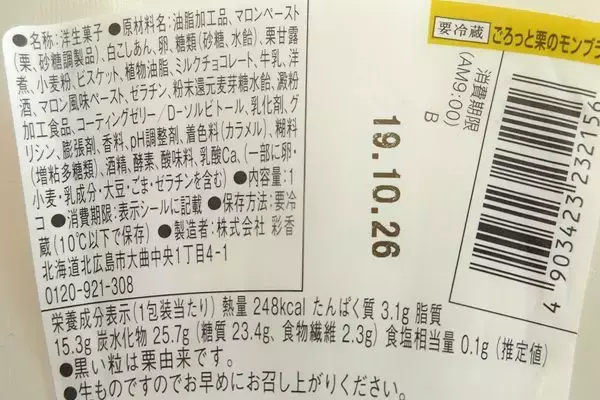 ●名称:洋生菓子●原材料名:油脂加工品、マロンペースト
(栗、砂糖調製品)、白こしあん、卵、糖類(砂糖、水飴)、栗甘露
煮、小麦粉、ビスケット、植物油脂、ミルクチョコレート、牛乳、洋
酒、マロン風味ペースト、ゼラチン、粉末還元麦芽糖水飴、澱粉
加工食品、コーティングゼリー/D-ソルビトール、乳化剤、グ
リシン、膨張剤、香料、pH調整剤、着色料(カラメル)、糊料
(増粘多糖類)、酒精、酵素、酸味料、乳酸Ca、(一部に卵・
小麦・乳成分・大豆・ごま・ゼラチンを含む)●内容量:1
コ●消費期限:表示シールに記載●保存方法:要冷
蔵(10℃以下で保存)●製造者:株式会社 彩香
北海道北広島市大曲中央1丁目4-1
0120-921-308
要冷蔵 ごろっと栗のモンブラ
消費期限
(AM9:00)
B
19.10.26
4 903423 232156
栄養成分表示(1包装当たり) 熱量 248kcal たんぱく質 3.1g 脂質
15.3g 炭水化物 25.7g (糖質 23.4g、食物繊維 2.3g) 食塩相当量 0.1g (推定値)
●黒い粒は栗由来です。
●生ものですのでお早めにお召し上がりください。